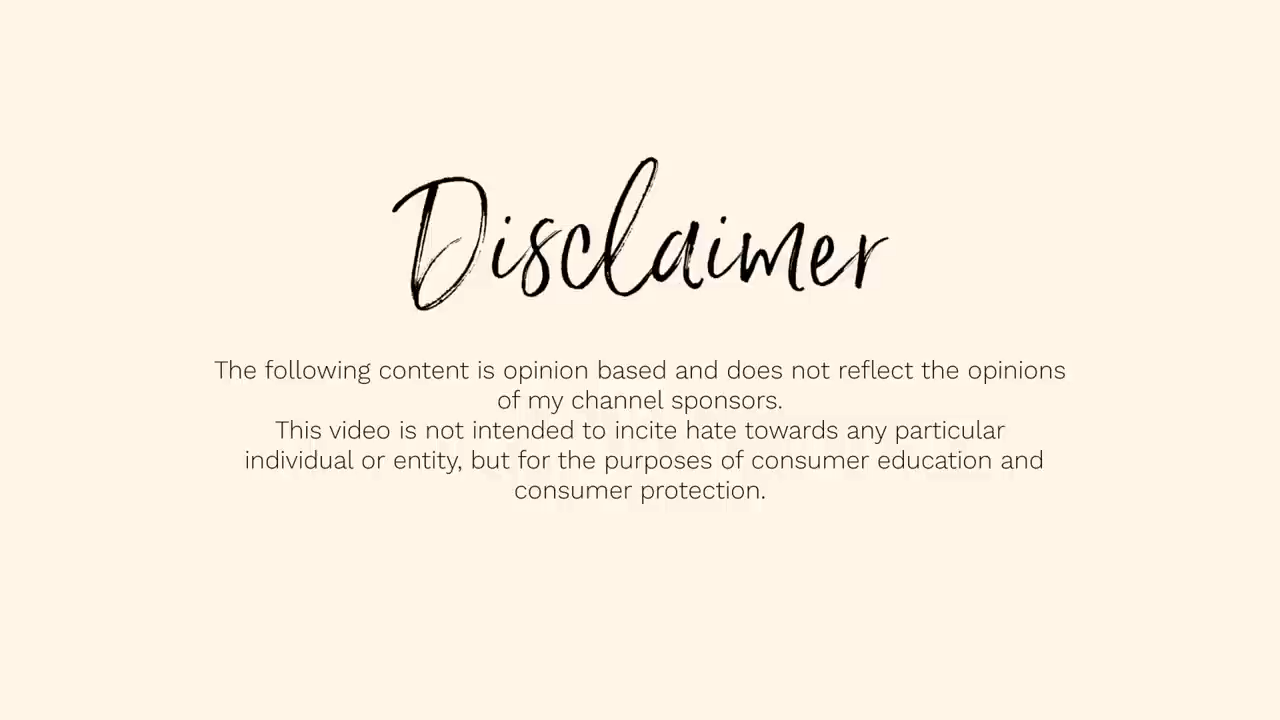 Disclaimer
The following content is opinion based and does not reflect the opinions
of my channel sponsors.
This video is not intended to incite hate towards any particular
individual or entity, but for the purposes of consumer education and
consumer protection.